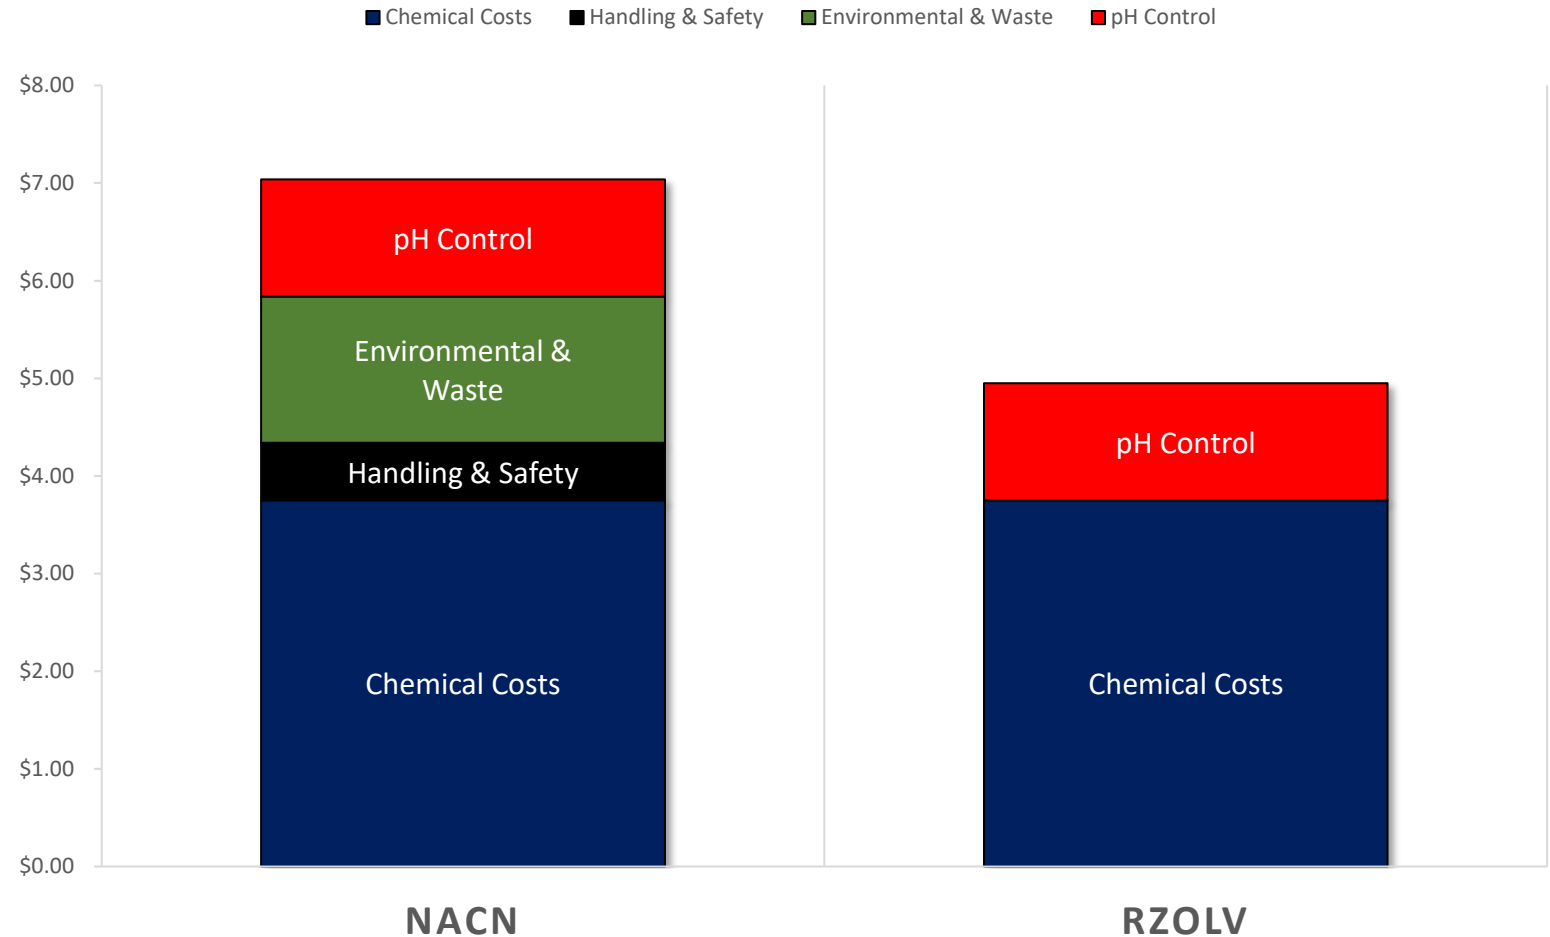 Chemical Costs Handling & Safety Environmental & Waste pH Control
$8.00
$7.00
$6.00
$5.00
$4.00
$3.00
$2.00
$1.00
$0.00
pH Control
Environmental &
Waste
Handling & Safety
Chemical Costs
pH Control
Chemical Costs
NACN
RZOLV